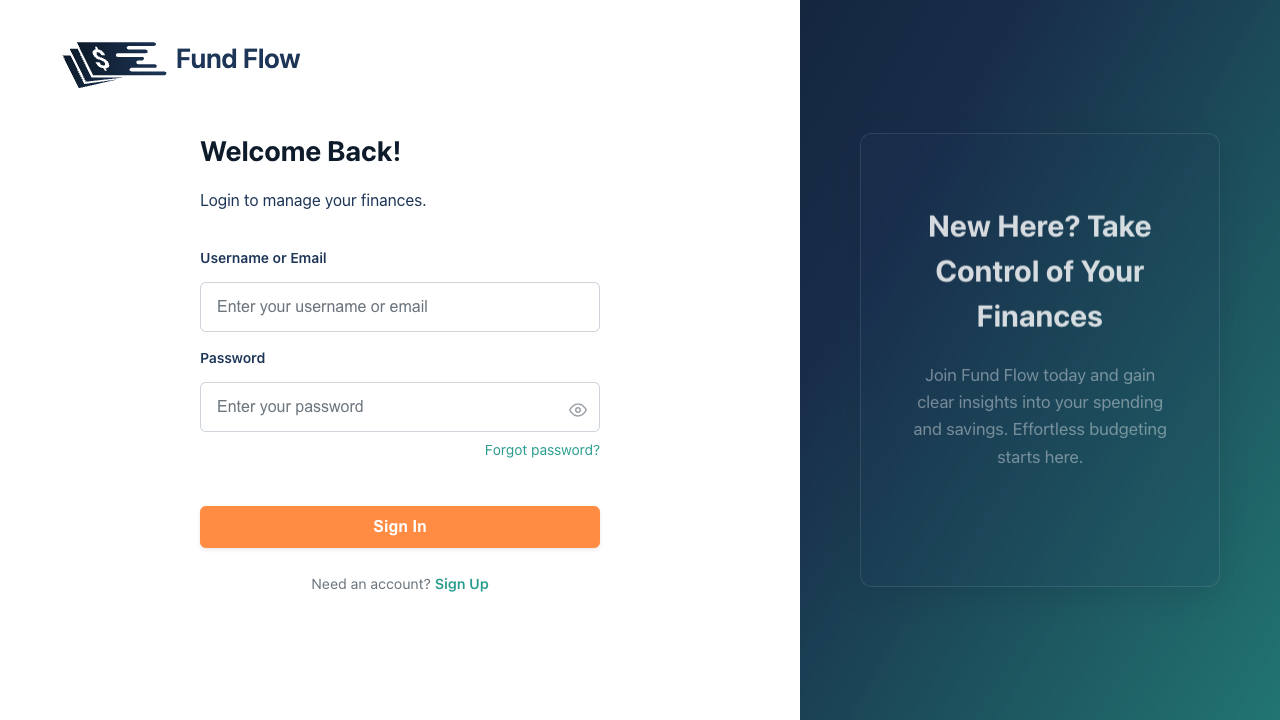 $
Fund Flow
Welcome Back!
Login to manage your finances.
Username or Email
Enter your username or email
Password
Enter your password
Forgot password?
Sign In
Need an account? Sign Up
New Here? Take
Control of Your
Finances
Join Fund Flow today and gain
clear insights into your spending
and savings. Effortless budgeting
starts here.